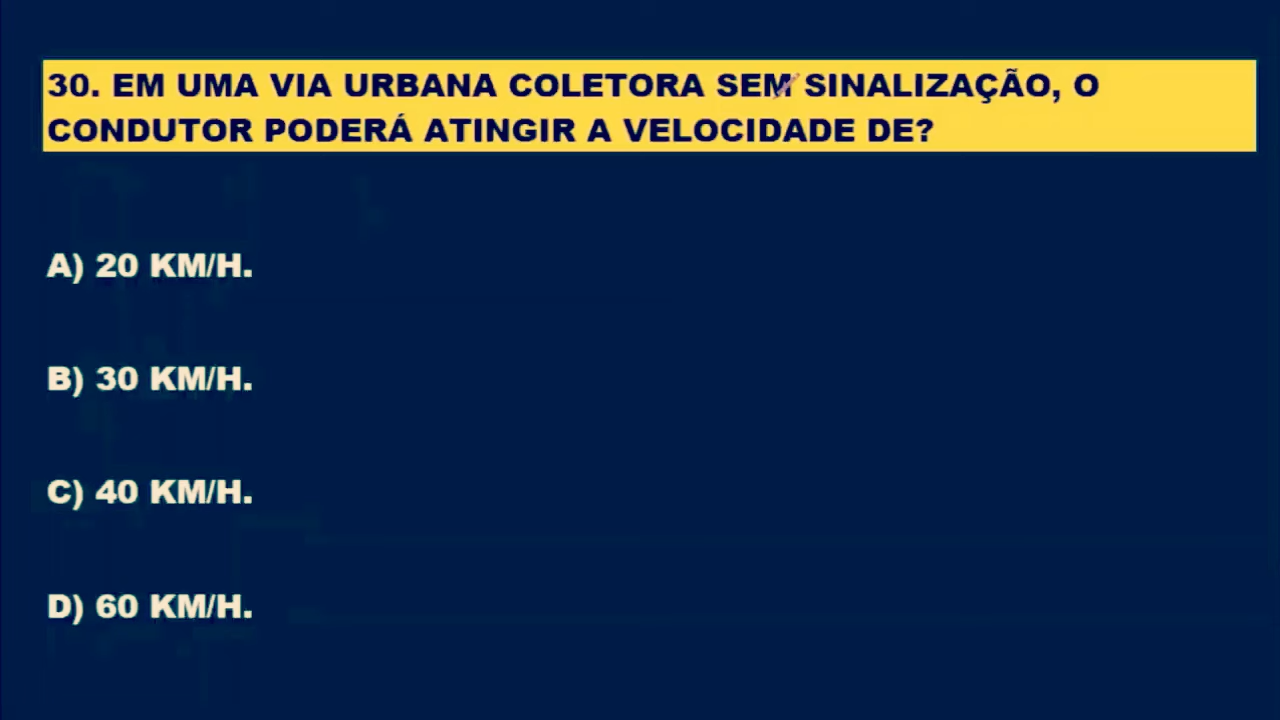 30. EM UMA VIA URBANA COLETORA SEM SINALIZAÇÃO, O
CONDUTOR PODERÁ ATINGIR A VELOCIDADE DE?
A) 20 KM/H.
B) 30 KM/H.
C) 40 KM/H.
D) 60 KM/H.